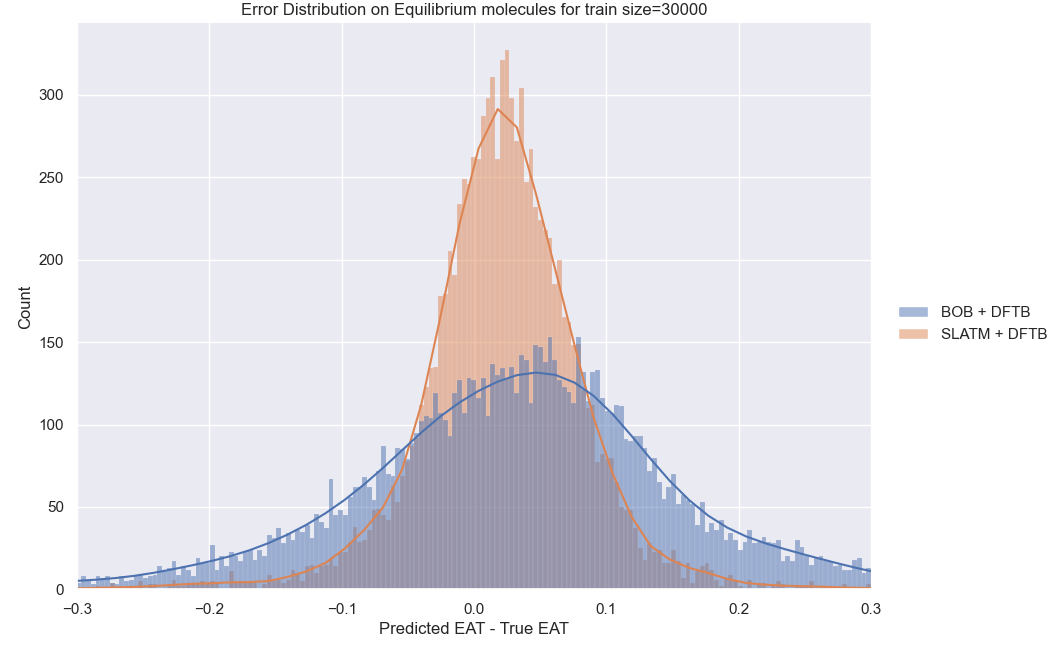 Error Distribution on Equilibrium molecules for train size=30000
300
250
200
150
100
50
0
Count
−0.3
−0.2
−0.1
0.0
0.1
0.2
0.3
Predicted EAT - True EAT
BOB + DFTB
SLATM + DFTB